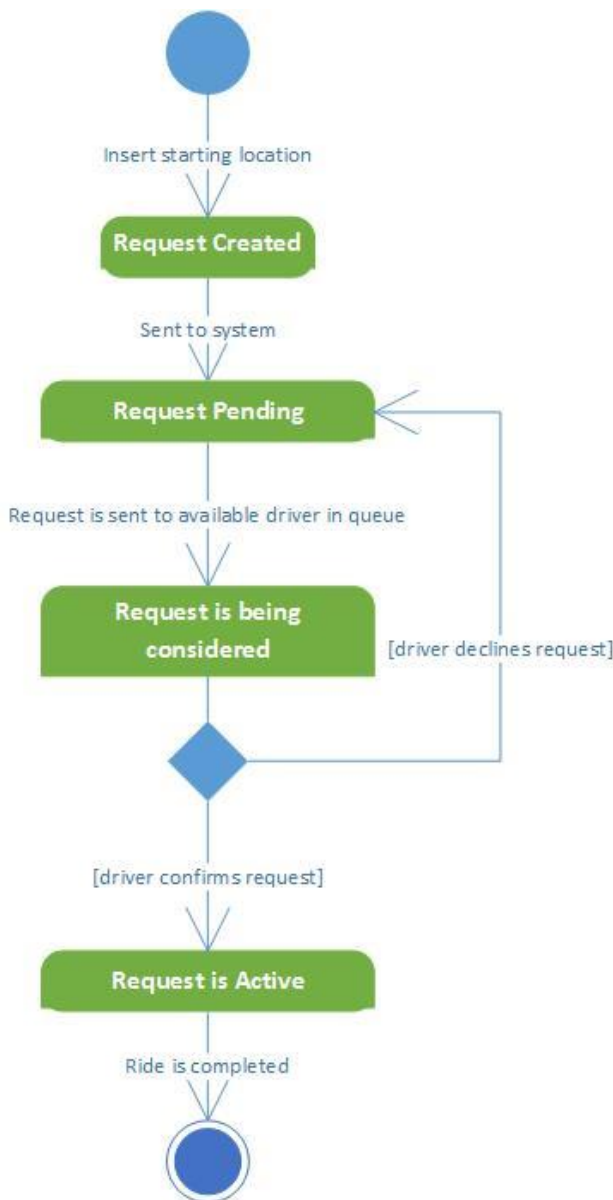 Insert starting location
Request Created
Sent to system
Request Pending
Request is sent to available driver in queue
Request is being
considered
[driver declines request]
[driver confirms request]
Request is Active
Ride is completed